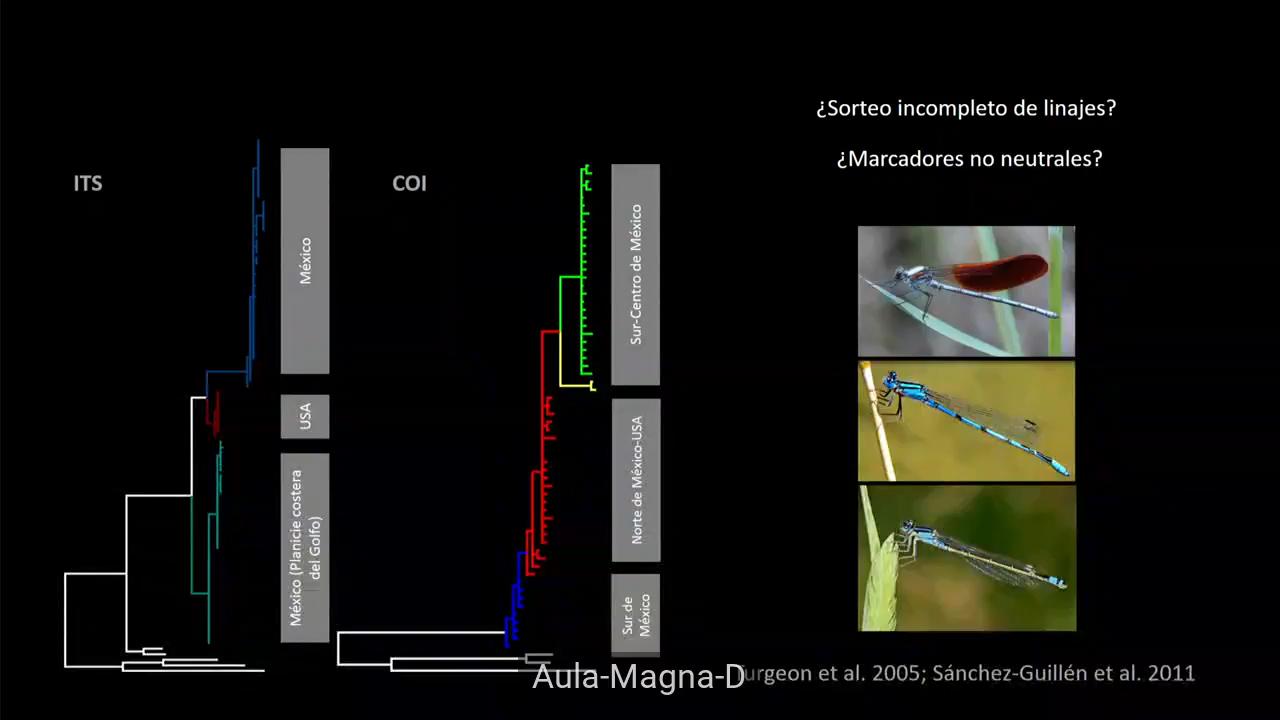 ¿Sorteo incompleto de linajes?
¿Marcadores no neutrales?
ITS
COI
México
USA
México (Planicie costera
del Golfo)
Sur-Centro de México
Norte de México-USA
Sur de
México
Aula-Magna-D
Turgeon et al. 2005; Sánchez-Guillén et al. 2011